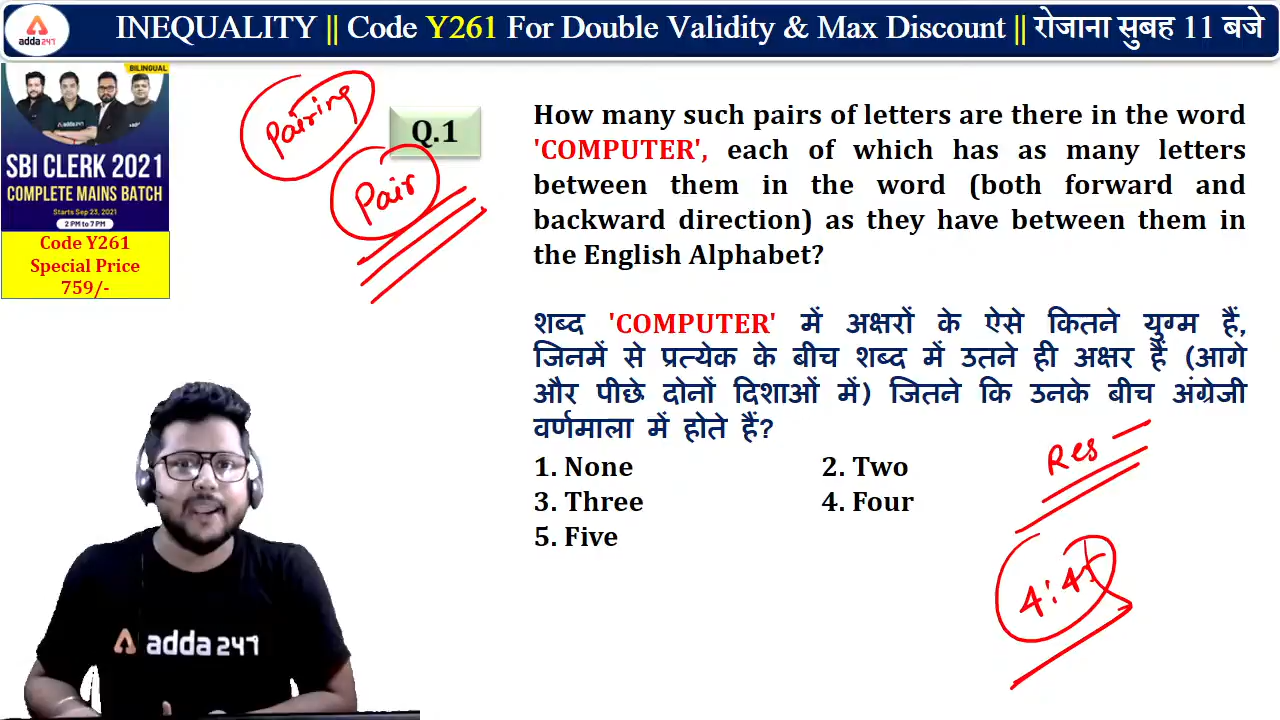 INEQUALITY || Code Y261 For Double Validity & Max Discount || रोजाना सुबह 11 बजे
adda247
BILINGUAL
adda247
SBI CLERK 2021
COMPLETE MAINS BATCH
Starts Sep 23, 2021
2 PM to 7 PM
Code Y261
Special Price
759/-
Pairing
Pair
Q.1
How many such pairs of letters are there in the word
'COMPUTER', each of which has as many letters
between them in the word (both forward and
backward direction) as they have between them in
the English Alphabet?
शब्द 'COMPUTER' में अक्षरों के ऐसे कितने युग्म हैं,
जिनमें से प्रत्येक के बीच शब्द में उतने ही अक्षर हैं (आगे
और पीछे दोनों दिशाओं में) जितने कि उनके बीच अंग्रेजी
वर्णमाला में होते हैं?
1. None 2. Two
3. Three 4. Four
5. Five
Res
4:45
adda247